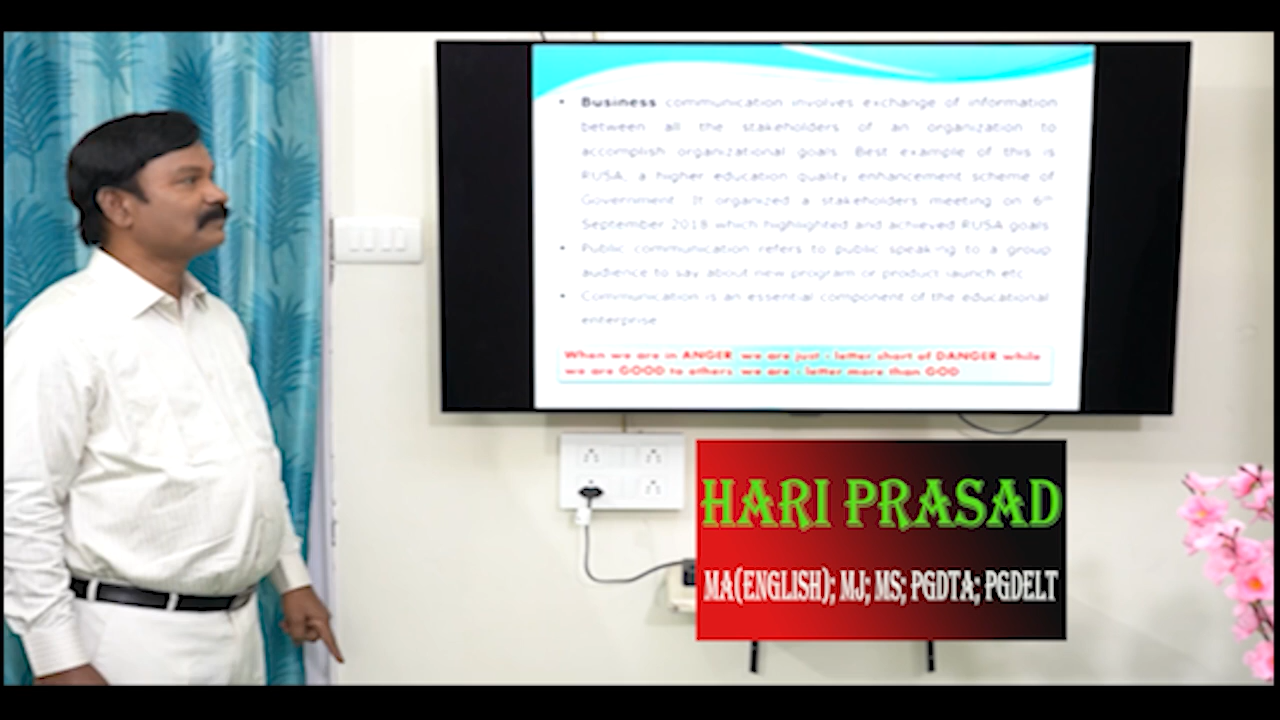 • Business communication involves exchange of information
between all the stakeholders of an organization to
accomplish organizational goals. Best example of this is
RUSA, a higher education quality enhancement scheme of
Government. It organized a stakeholders meeting on 6th
September 2018 which highlighted and achieved RUSA goals.
• Public communication refers to public speaking to a group
audience to say about new program or product launch etc.
• Communication is an essential component of the educational
enterprise.
When we are in ANGER we are just - letter short of DANGER while
we are GOOD to others we are - letter more than GOD
HARI PRASAD
MA(ENGLISH); MJ; MS; PGDTA; PGDELT